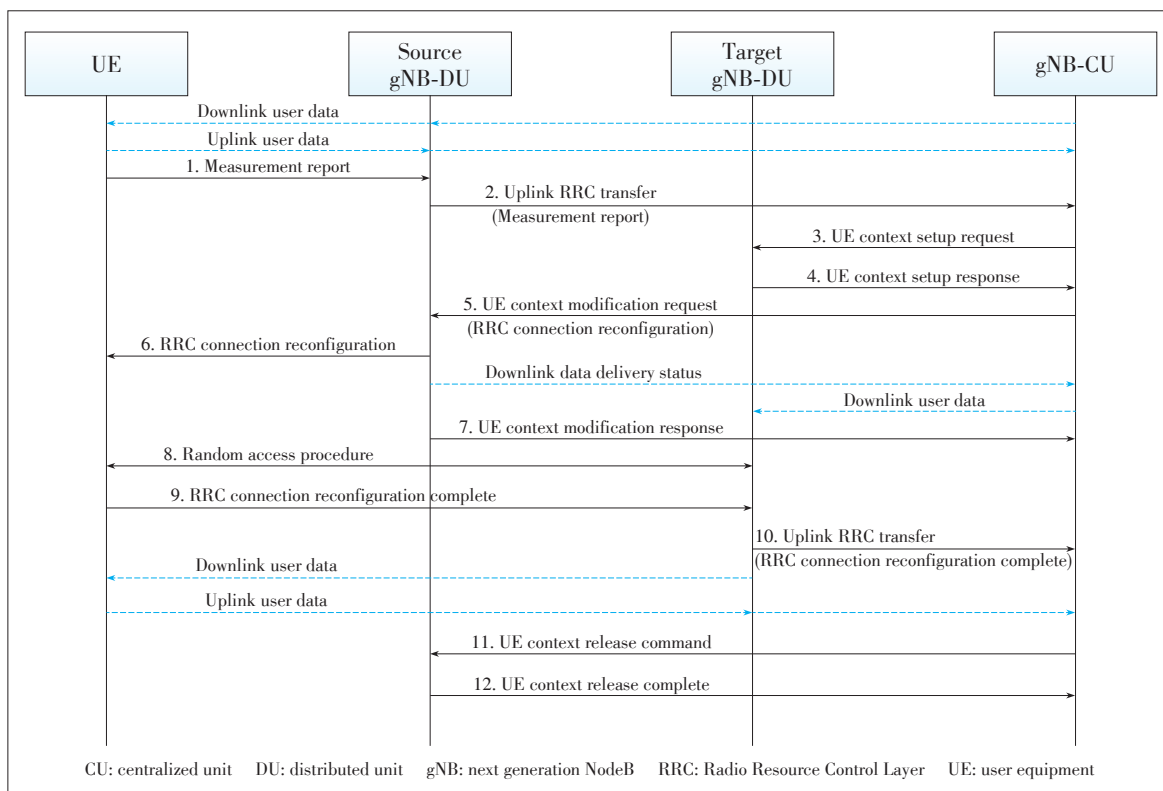 UE
Source
gNB-DU
Target
gNB-DU
gNB-CU
Downlink user data
Uplink user data
1. Measurement report
2. Uplink RRC transfer
(Measurement report)
3. UE context setup request
4. UE context setup response
5. UE context modification request
(RRC connection reconfiguration)
6. RRC connection reconfiguration
Downlink data delivery status
Downlink user data
7. UE context modification response
8. Random access procedure
9. RRC connection reconfiguration complete
10. Uplink RRC transfer
(RRC connection reconfiguration complete)
Downlink user data
Uplink user data
11. UE context release command
12. UE context release complete
CU: centralized unit DU: distributed unit gNB: next generation NodeB RRC: Radio Resource Control Layer UE: user equipment